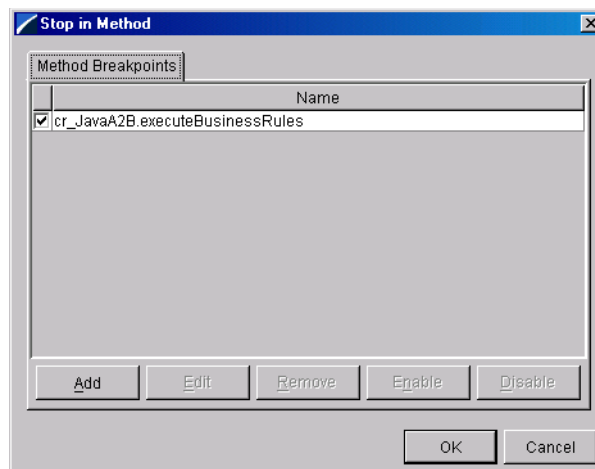 Stop in Method
Method Breakpoints
Name
cr_JavaA2B.executeBusinessRules
Add Edit Remove Enable Disable
OK Cancel